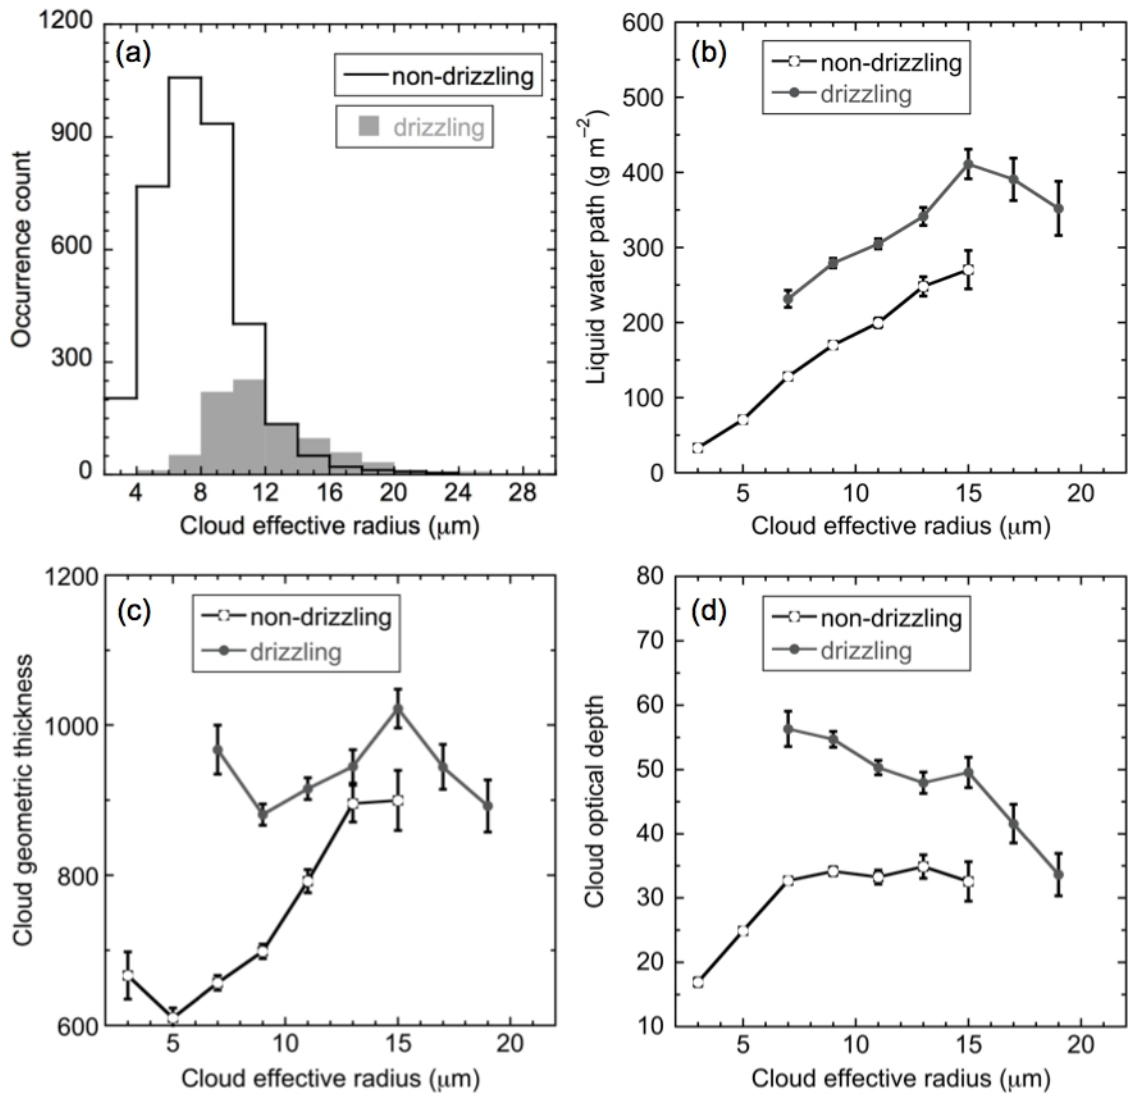 (a)
non-drizzling
drizzling
Occurrence count
1200
900
600
300
0
4 8 12 16 20 24 28
Cloud effective radius (μm)
(b)
non-drizzling
drizzling
Liquid water path (g m⁻²)
600
500
400
300
200
100
0
5 10 15 20
Cloud effective radius (μm)
(c)
non-drizzling
drizzling
Cloud geometric thickness
1200
1000
800
600
5 10 15 20
Cloud effective radius (μm)
(d)
non-drizzling
drizzling
Cloud optical depth
80
70
60
50
40
30
20
10
5 10 15 20
Cloud effective radius (μm)